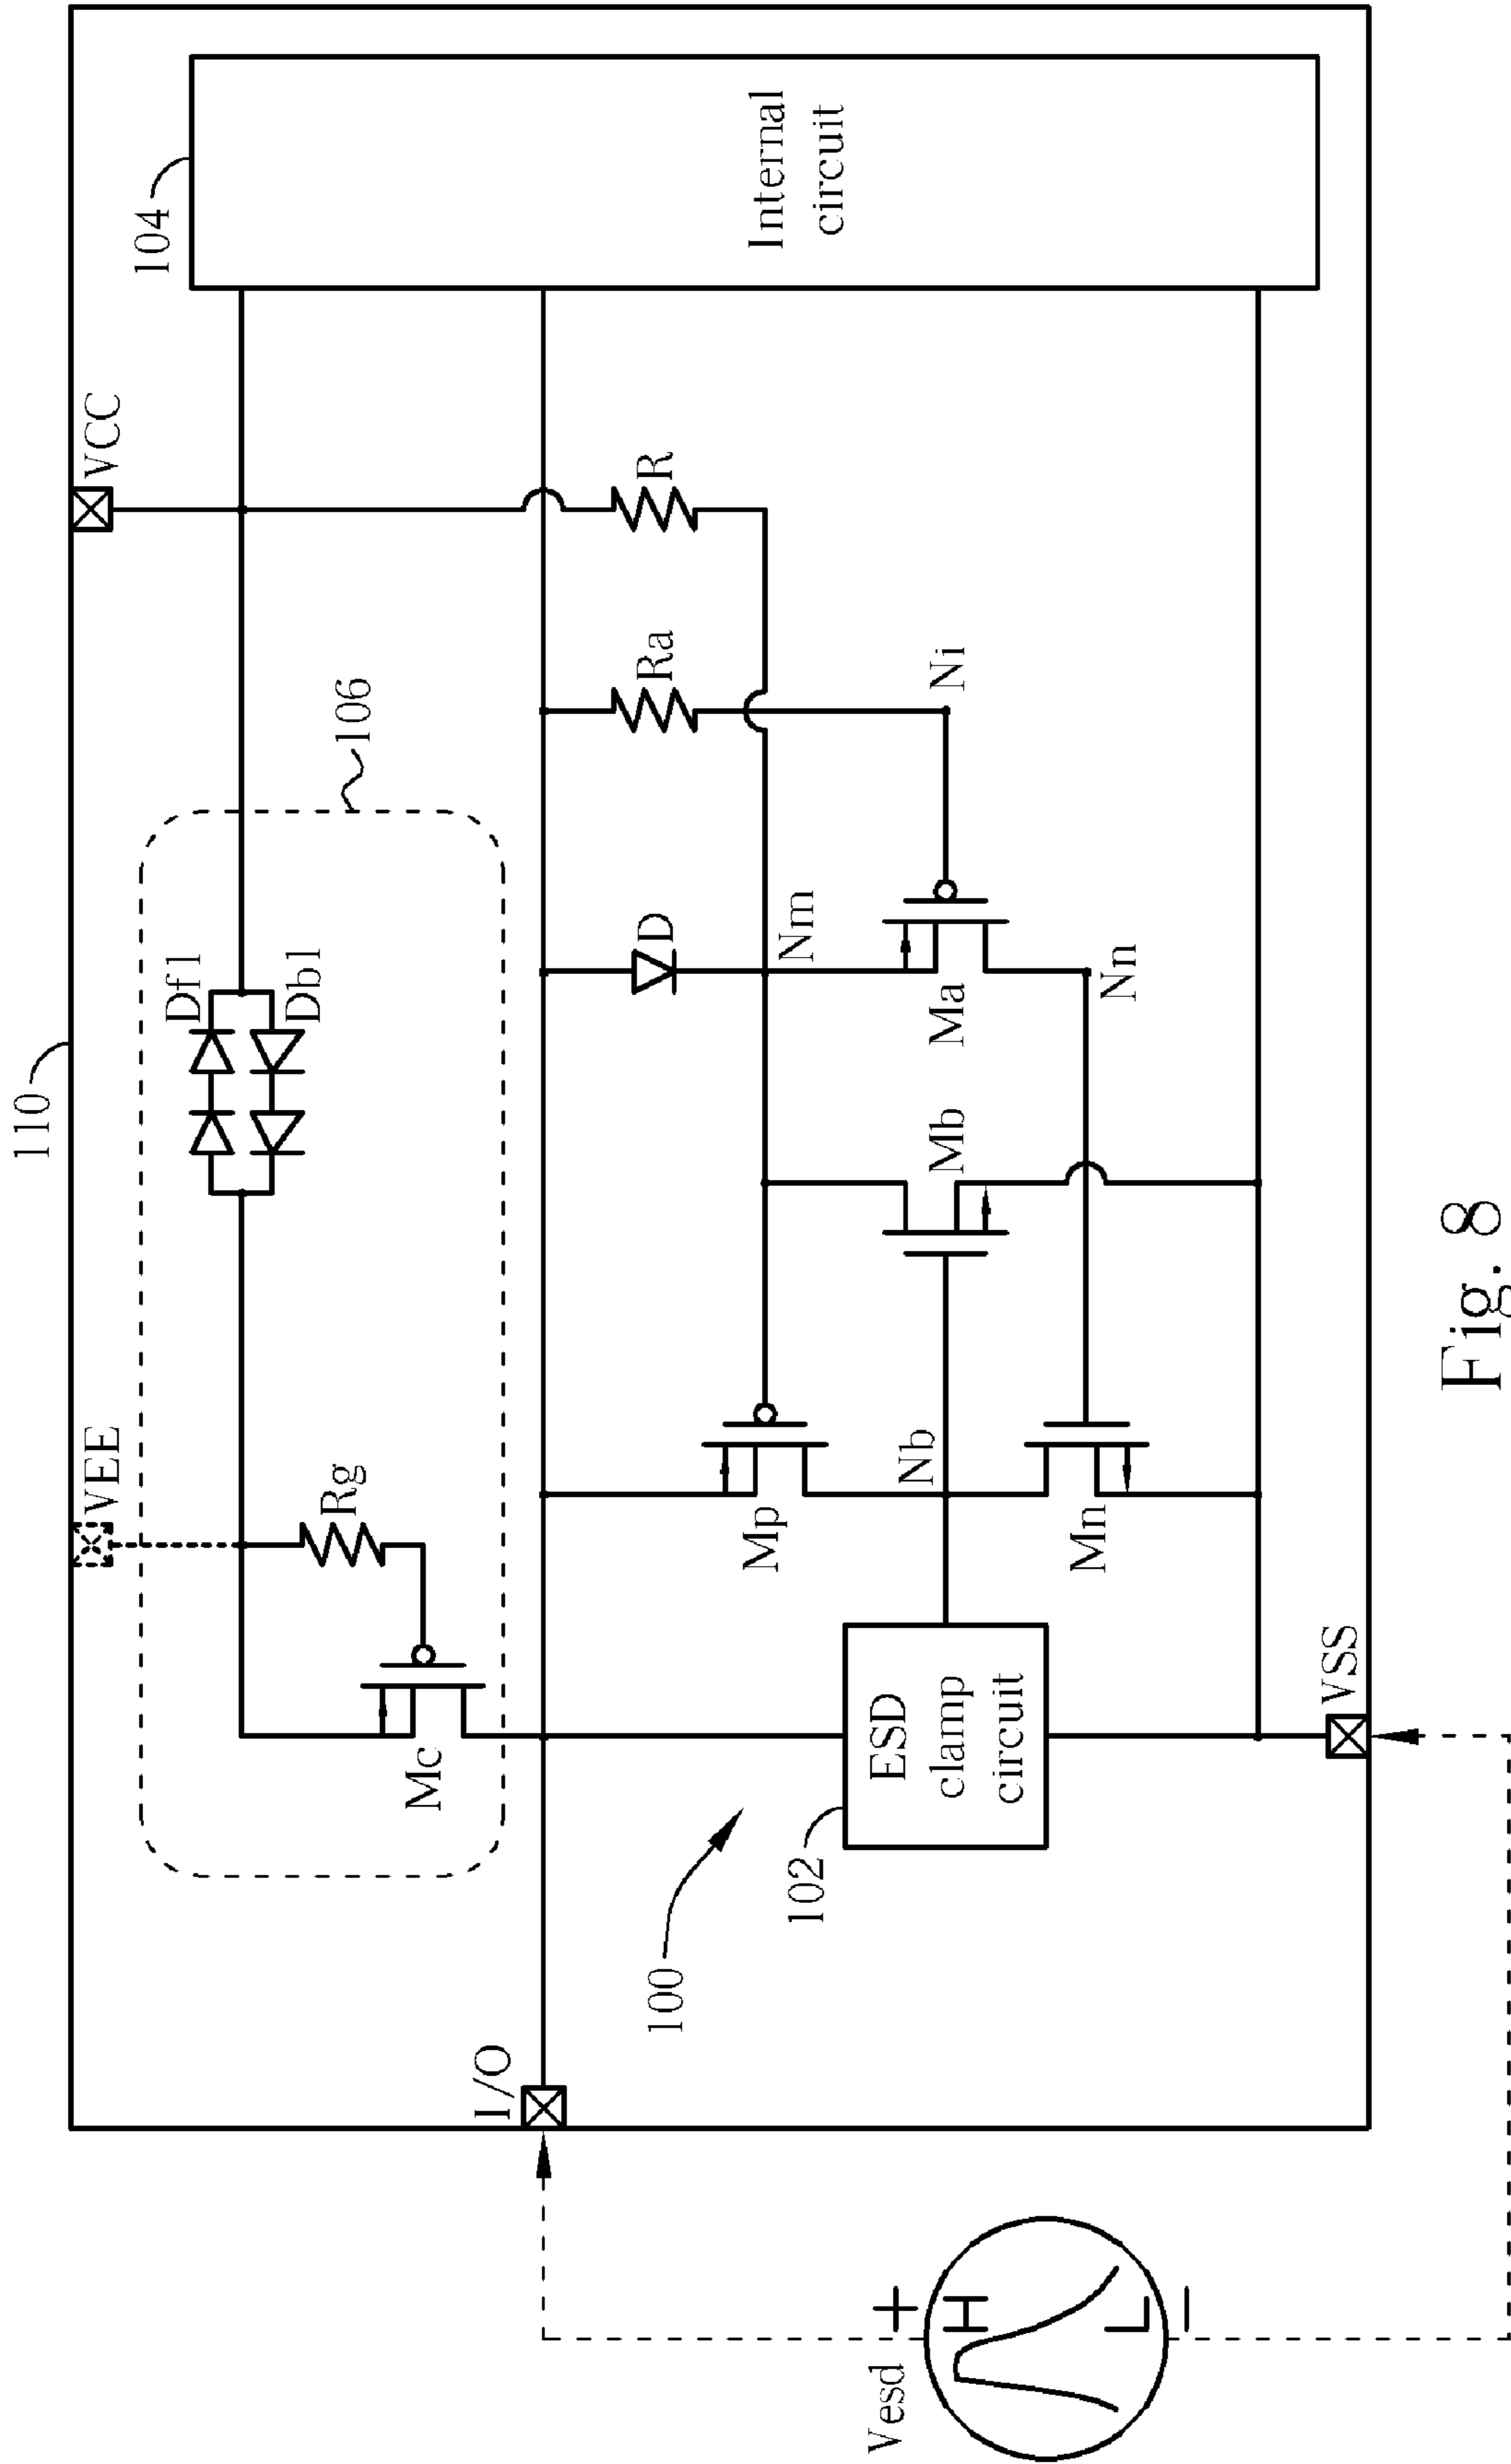 110
VEE
VCC
106
104
Df1
Db1
Rg
Mc
I/O
Internal
circuit
R
Ra
D
Nm
Ni
Mp
Nb
Mb
Ma
Nn
Mn
100
102
ESD
clamp
circuit
VSS
Vesd
+
H
L
−
Fig. 8